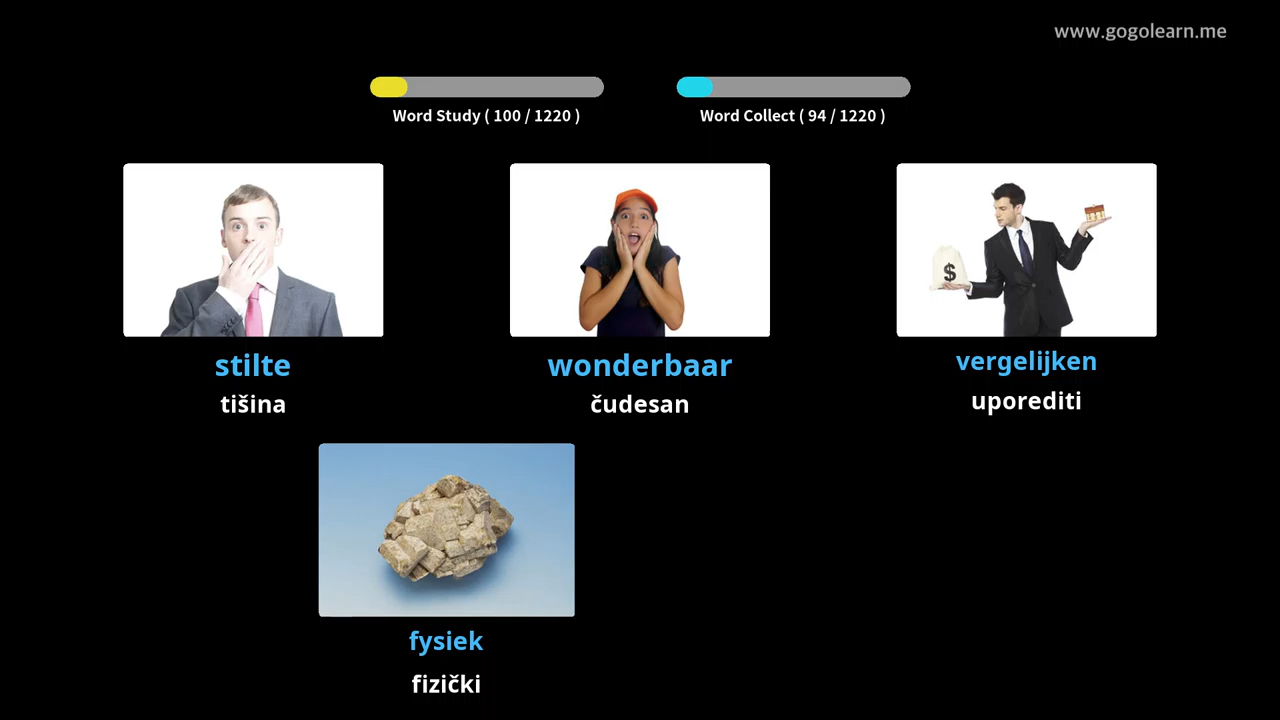 www.gogolearn.me
Word Study ( 100 / 1220 )
Word Collect ( 94 / 1220 )
$
stilte
tišina
wonderbaar
čudesan
vergelijken
uporediti
fysiek
fizički